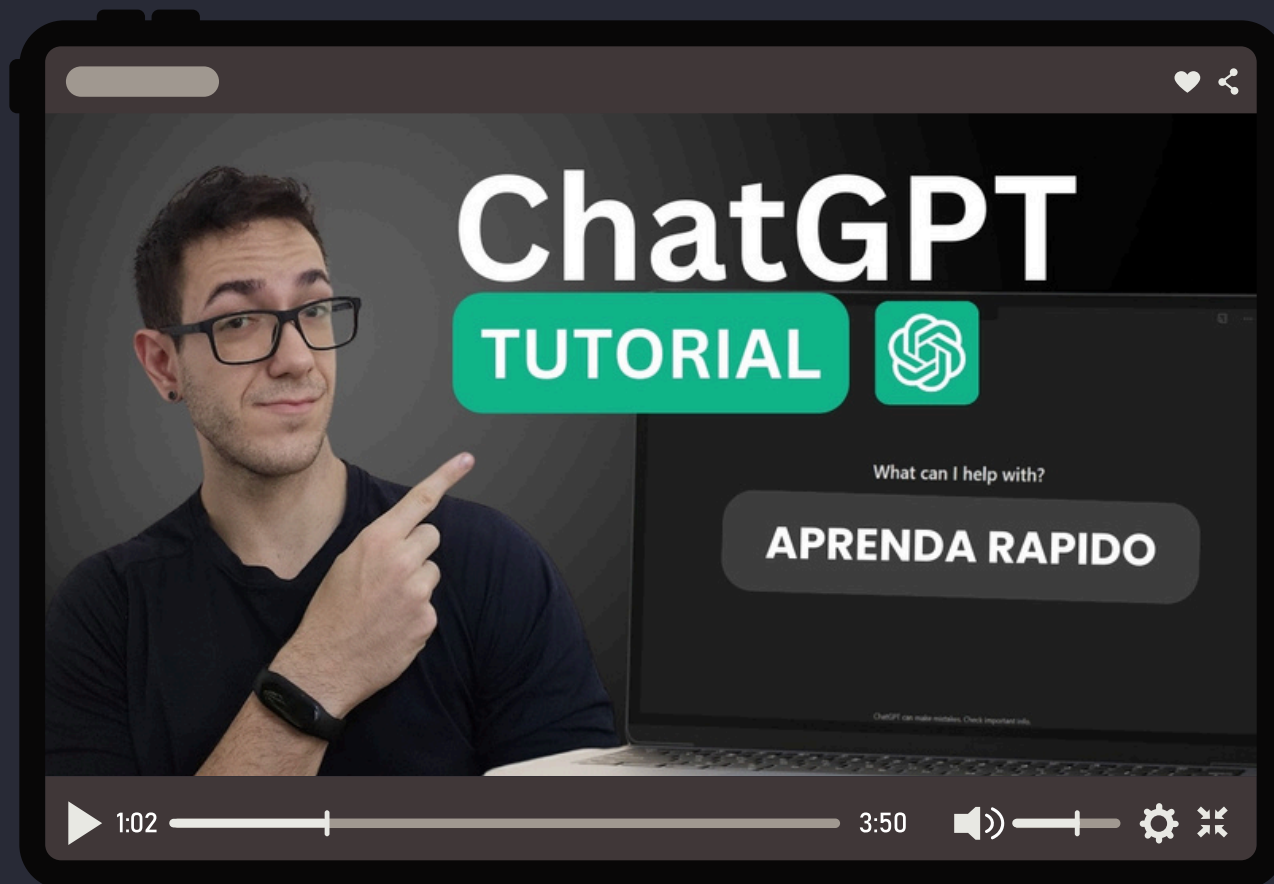 ChatGPT
TUTORIAL
What can I help with?
APRENDA RAPIDO
ChatGPT can make mistakes. Check important info.
1:02
3:50